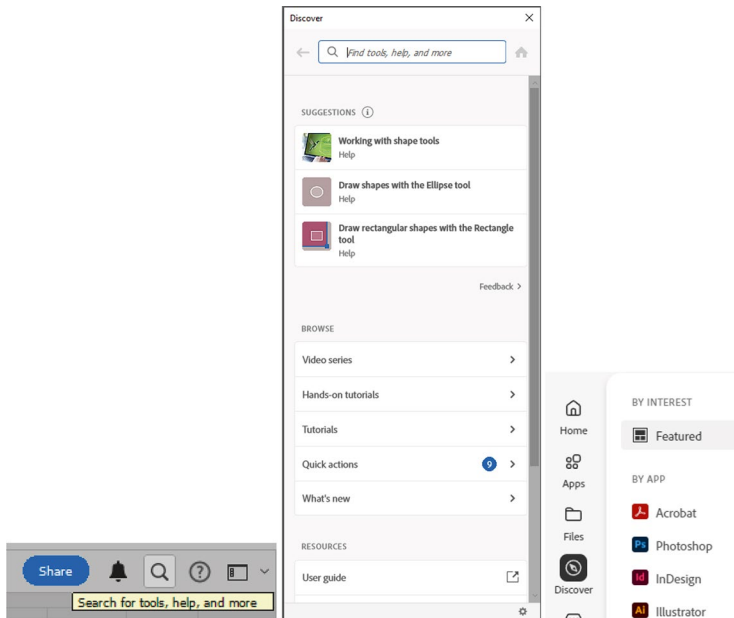 Share
Search for tools, help, and more
Discover
Find tools, help, and more
SUGGESTIONS
Working with shape tools
Help
Draw shapes with the Ellipse tool
Help
Draw rectangular shapes with the Rectangle
tool
Help
Feedback
BROWSE
Video series
Hands-on tutorials
Tutorials
Quick actions 9
What's new
RESOURCES
User guide
Home
Apps
Files
Discover
BY INTEREST
Featured
BY APP
Acrobat
Ps Photoshop
Id InDesign
Ai Illustrator